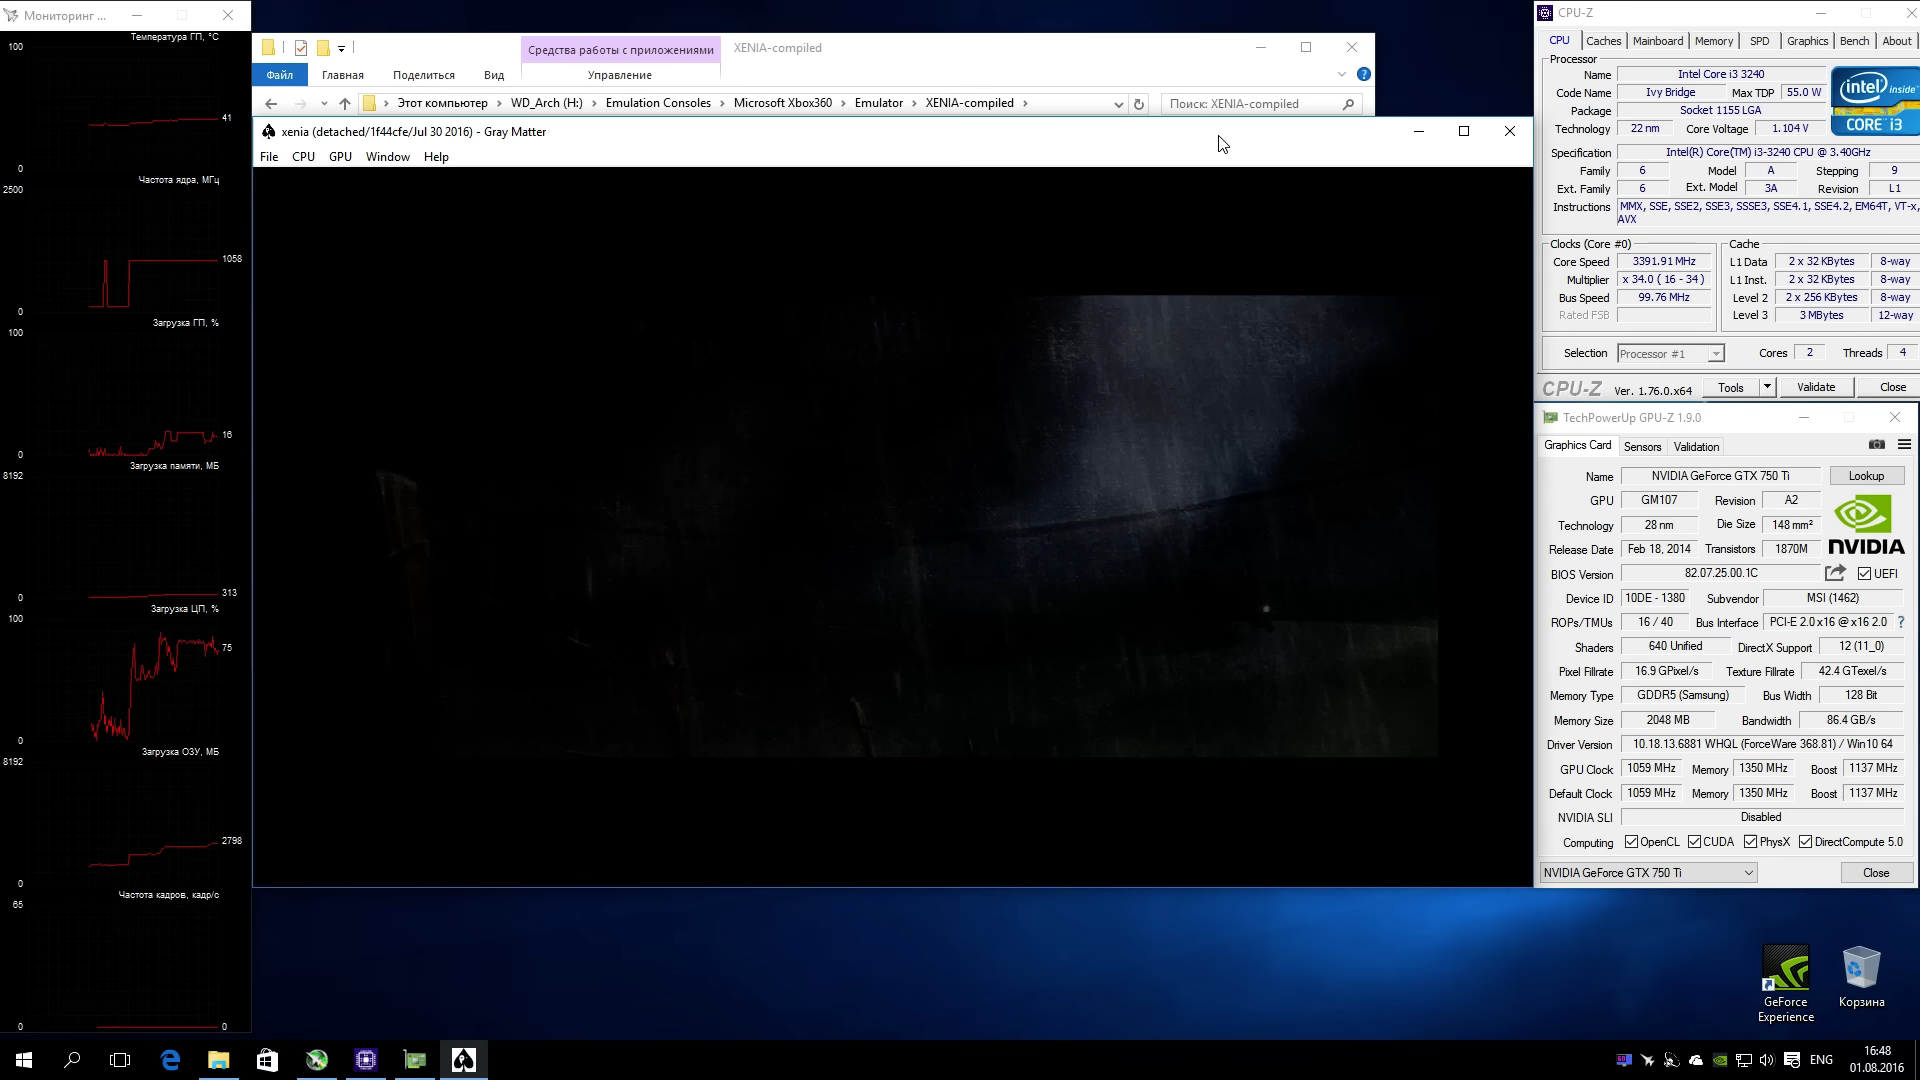 Мониторинг ...
Температура ГП, °C
100
41
0
Частота ядра, МГц
2500
1058
0
Загрузка ГП, %
100
16
0
Загрузка памяти, МБ
8192
313
0
Загрузка ЦП, %
100
75
0
Загрузка ОЗУ, МБ
8192
2798
0
Частота кадров, кадр/с
65
0
0
Средства работы с приложениями
XENIA-compiled
Файл
Главная
Поделиться
Вид
Управление
Этот компьютер
WD_Arch (H:)
Emulation Consoles
Microsoft Xbox360
Emulator
XENIA-compiled
Поиск: XENIA-compiled
xenia (detached/1f44cfe/Jul 30 2016) - Gray Matter
File CPU GPU Window Help
CPU-Z
CPU Caches Mainboard Memory SPD Graphics Bench About
Processor
Name Intel Core i3 3240
Code Name Ivy Bridge Max TDP 55.0 W
Package Socket 1155 LGA
Technology 22 nm Core Voltage 1.104 V
intel inside™
CORE i3
Specification Intel(R) Core(TM) i3-3240 CPU @ 3.40GHz
Family 6 Model A Stepping 9
Ext. Family 6 Ext. Model 3A Revision L1
Instructions MMX, SSE, SSE2, SSE3, SSSE3, SSE4.1, SSE4.2, EM64T, VT-x,
AVX
Clocks (Core #0)
Core Speed 3391.91 MHz
Multiplier x 34.0 ( 16 - 34 )
Bus Speed 99.76 MHz
Rated FSB
Cache
L1 Data 2 x 32 KBytes 8-way
L1 Inst. 2 x 32 KBytes 8-way
Level 2 2 x 256 KBytes 8-way
Level 3 3 MBytes 12-way
Selection Processor #1 Cores 2 Threads 4
CPU-Z Ver. 1.76.0.x64 Tools Validate Close
TechPowerUp GPU-Z 1.9.0
Graphics Card Sensors Validation
Name NVIDIA GeForce GTX 750 Ti Lookup
GPU GM107 Revision A2
Technology 28 nm Die Size 148 mm²
Release Date Feb 18, 2014 Transistors 1870M
NVIDIA
BIOS Version 82.07.25.00.1C UEFI
Device ID 10DE - 1380 Subvendor MSI (1462)
ROPs/TMUs 16 / 40 Bus Interface PCI-E 2.0 x16 @ x16 2.0 ?
Shaders 640 Unified DirectX Support 12 (11_0)
Pixel Fillrate 16.9 GPixel/s Texture Fillrate 42.4 GTexel/s
Memory Type GDDR5 (Samsung) Bus Width 128 Bit
Memory Size 2048 MB Bandwidth 86.4 GB/s
Driver Version 10.18.13.6881 WHQL (ForceWare 368.81) / Win10 64
GPU Clock 1059 MHz Memory 1350 MHz Boost 1137 MHz
Default Clock 1059 MHz Memory 1350 MHz Boost 1137 MHz
NVIDIA SLI Disabled
Computing OpenCL CUDA PhysX DirectCompute 5.0
NVIDIA GeForce GTX 750 Ti Close
GeForce
Experience
Корзина
ENG
16:48
01.08.2016